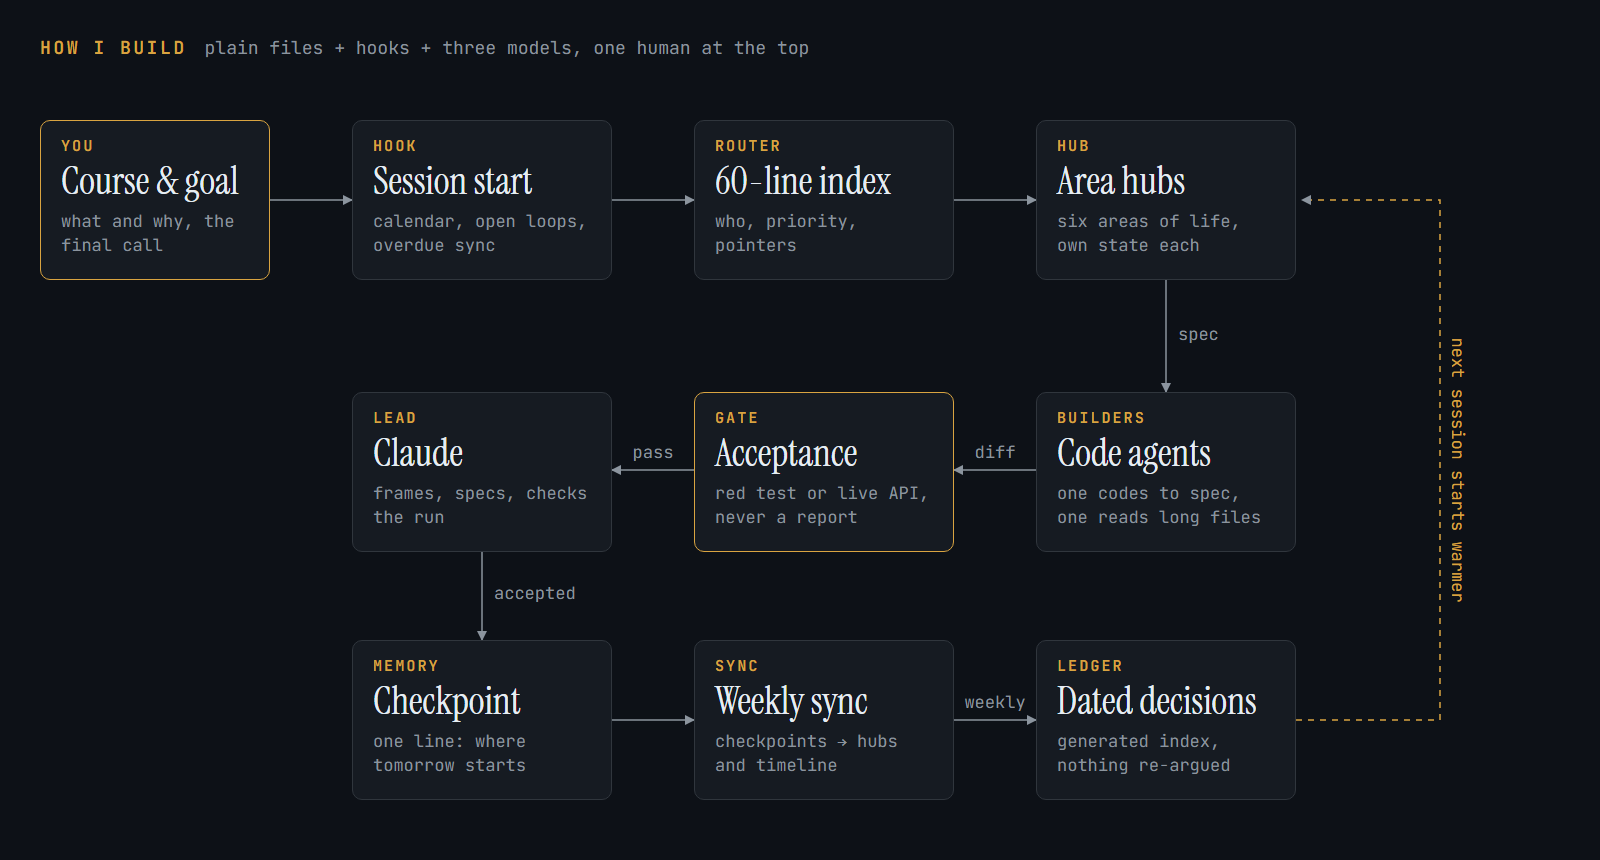 HOW I BUILD plain files + hooks + three models, one human at the top
YOU
Course & goal
what and why, the
final call
HOOK
Session start
calendar, open loops,
overdue sync
ROUTER
60-line index
who, priority,
pointers
HUB
Area hubs
six areas of life,
own state each
spec
next session starts warmer
LEAD
Claude
frames, specs, checks
the run
pass
GATE
Acceptance
red test or live API,
never a report
diff
BUILDERS
Code agents
one codes to spec,
one reads long files
accepted
MEMORY
Checkpoint
one line: where
tomorrow starts
SYNC
Weekly sync
checkpoints → hubs
and timeline
weekly
LEDGER
Dated decisions
generated index,
nothing re-argued